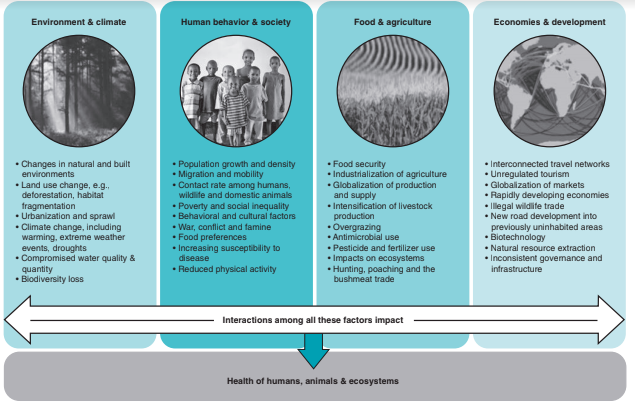 Environment & climate
• Changes in natural and built
environments
• Land use change, e.g.,
deforestation, habitat
fragmentation
• Urbanization and sprawl
• Climate change, including
warming, extreme weather
events, droughts
• Compromised water quality &
quantity
• Biodiversity loss
Human behavior & society
• Population growth and density
• Migration and mobility
• Contact rate among humans,
wildlife and domestic animals
• Poverty and social inequality
• Behavioral and cultural factors
• War, conflict and famine
• Food preferences
• Increasing susceptibility to
disease
• Reduced physical activity
Food & agriculture
• Food security
• Industrialization of agriculture
• Globalization of production
and supply
• Intensification of livestock
production
• Overgrazing
• Antimicrobial use
• Pesticide and fertilizer use
• Impacts on ecosystems
• Hunting, poaching and the
bushmeat trade
Economies & development
• Interconnected travel networks
• Unregulated tourism
• Globalization of markets
• Rapidly developing economies
• Illegal wildlife trade
• New road development into
previously uninhabited areas
• Biotechnology
• Natural resource extraction
• Inconsistent governance and
infrastructure
Interactions among all these factors impact
Health of humans, animals & ecosystems